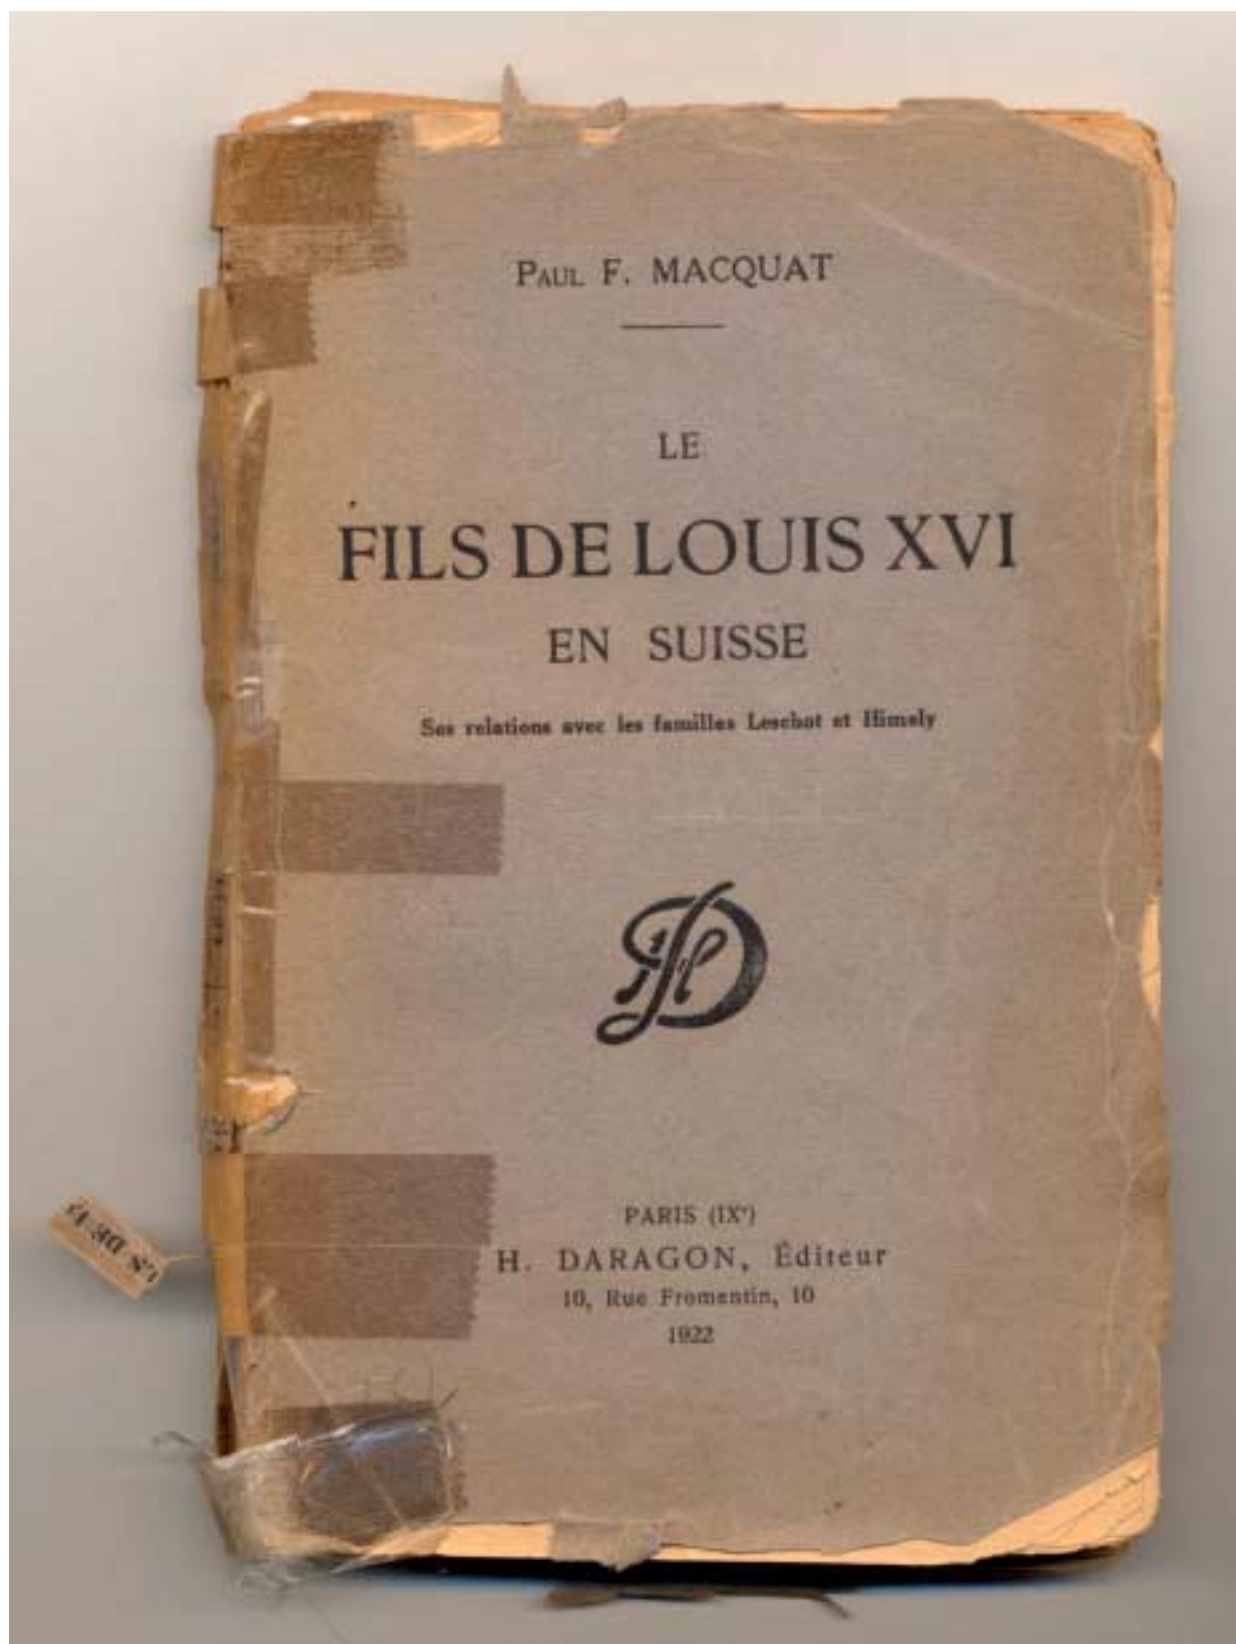 PAUL F. MACQUAT
LE
FILS DE LOUIS XVI
EN SUISSE
Ses relations avec les familles Leschot et Himely
PARIS (IXᵉ)
H. DARAGON, Éditeur
10, Rue Fromentin, 10
1922